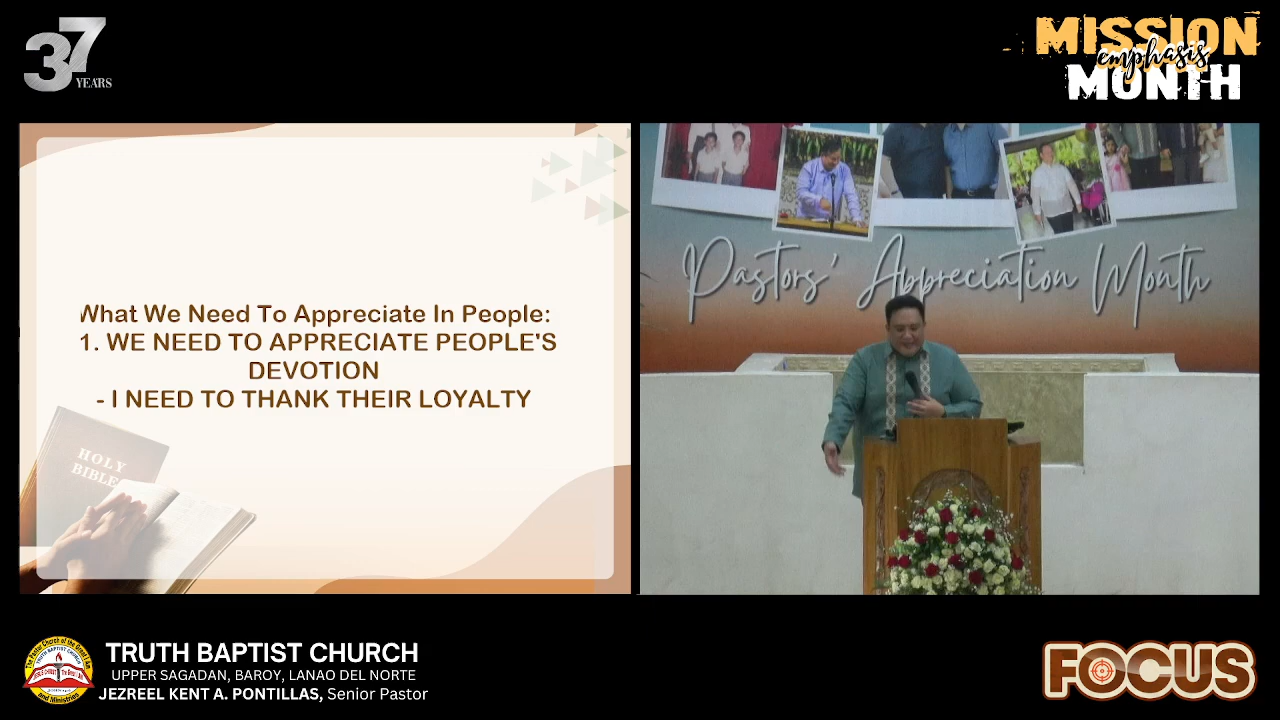 37
YEARS
MISSION
emphasis
MONTH
What We Need To Appreciate In People:
1. WE NEED TO APPRECIATE PEOPLE'S
DEVOTION
- I NEED TO THANK THEIR LOYALTY
HOLY
BIBLE
Pastors' Appreciation Month
TRUTH BAPTIST CHURCH
UPPER SAGADAN, BAROY, LANAO DEL NORTE
JEZREEL KENT A. PONTILLAS, Senior Pastor
FOCUS